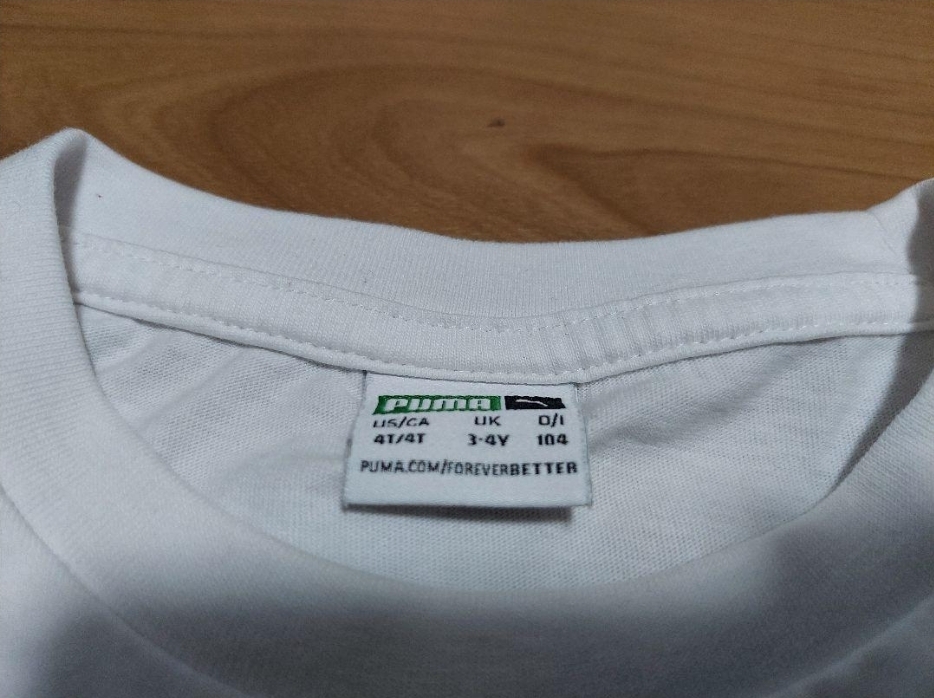 PUMA
US/CA UK D/I
4T/4T 3-4Y 104
PUMA.COM/FOREVERBETTER